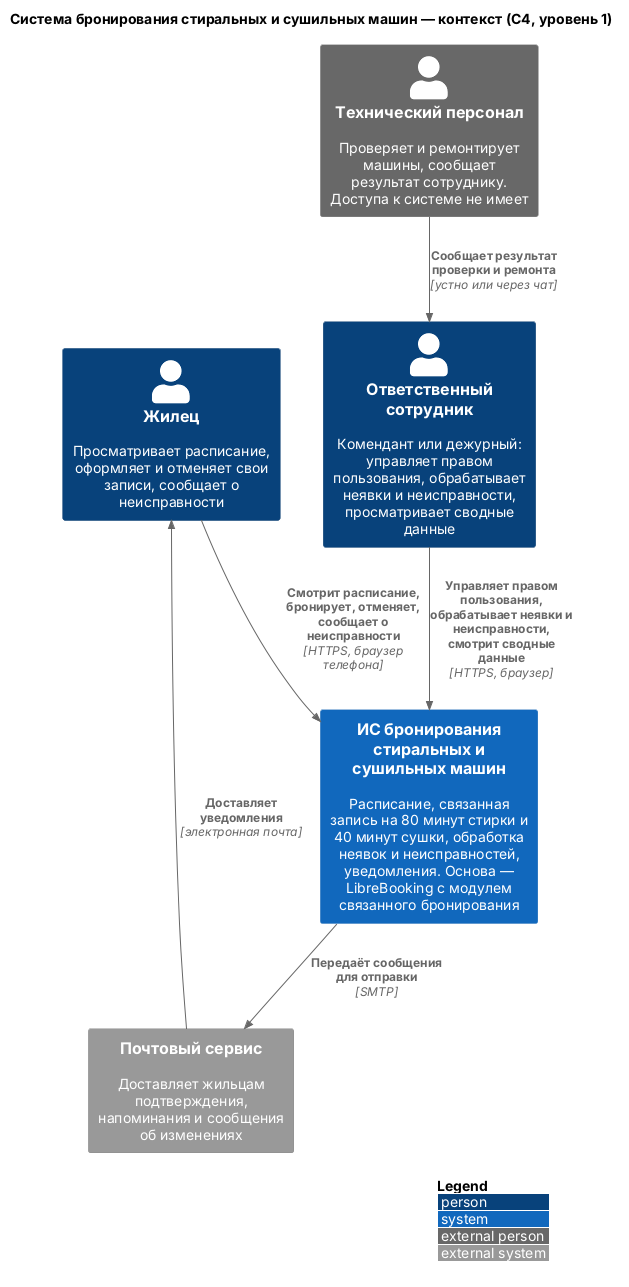 Система бронирования стиральных и сушильных машин — контекст (C4, уровень 1)
Технический персонал
Проверяет и ремонтирует
машины, сообщает
результат сотруднику.
Доступа к системе не имеет
Сообщает результат
проверки и ремонта
[устно или через чат]
Ответственный
сотрудник
Комендант или дежурный:
управляет правом
пользования, обрабатывает
неявки и неисправности,
просматривает сводные
данные
Жилец
Просматривает расписание,
оформляет и отменяет свои
записи, сообщает о
неисправности
Смотрит расписание,
бронирует, отменяет,
сообщает о
неисправности
[HTTPS, браузер
телефона]
Управляет правом
пользования,
обрабатывает неявки и
неисправности,
смотрит сводные
данные
[HTTPS, браузер]
ИС бронирования
стиральных и
сушильных машин
Расписание, связанная
запись на 80 минут стирки и
40 минут сушки, обработка
неявок и неисправностей,
уведомления. Основа —
LibreBooking с модулем
связанного бронирования
Доставляет
уведомления
[электронная почта]
Передаёт сообщения
для отправки
[SMTP]
Почтовый сервис
Доставляет жильцам
подтверждения,
напоминания и сообщения
об изменениях
Legend
person
system
external person
external system